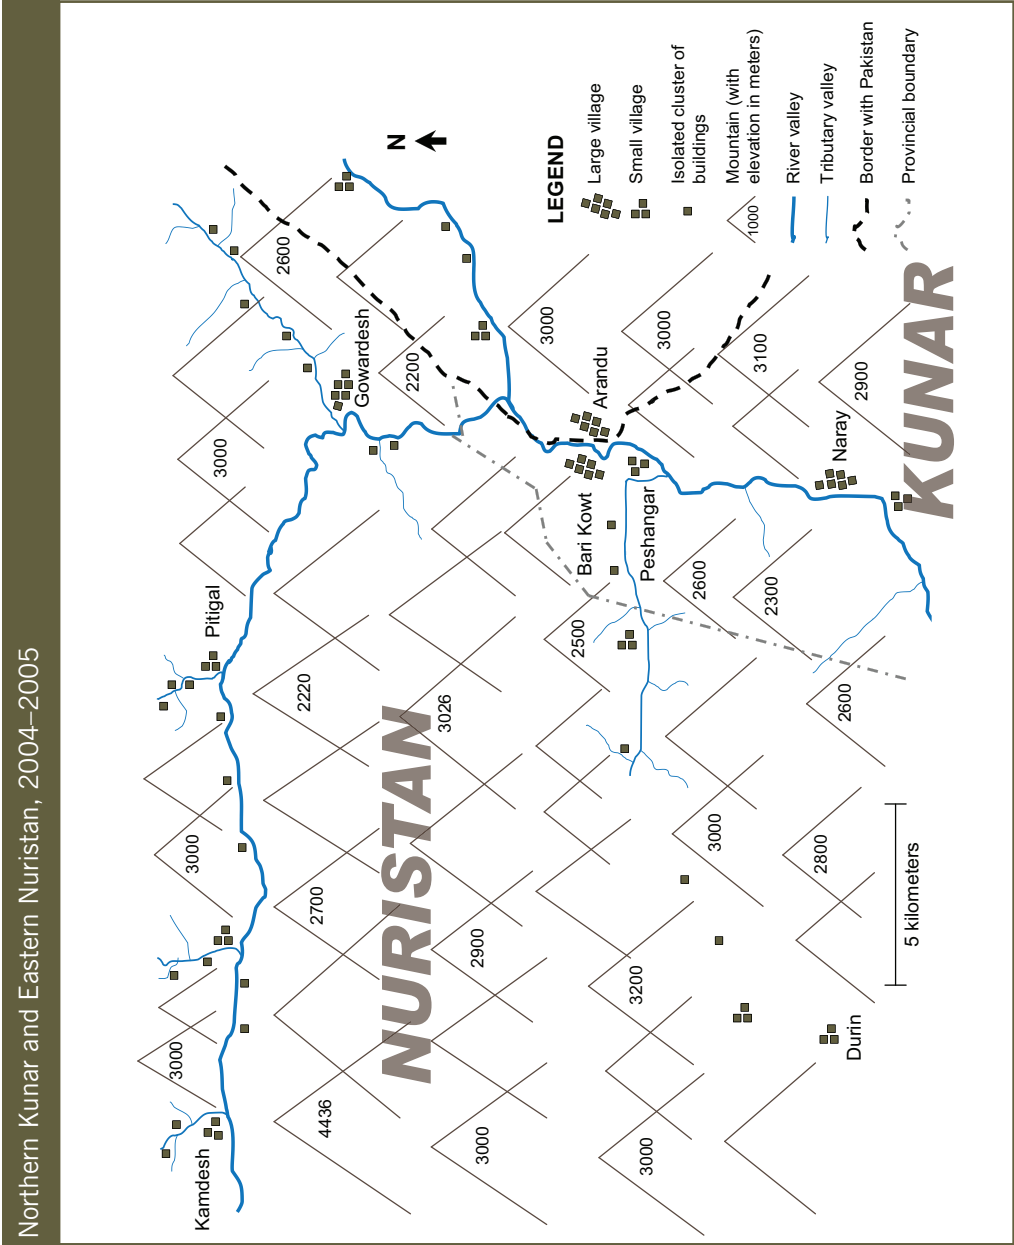 Northern Kunar and Eastern Nuristan, 2004–2005
Kamdesh
3000
3000
Pitigal
3000
Gowardesh
2600
2200
N
4436
2700
2220
NURISTAN
3000
2900
3026
3000
3200
2500
Bari Kowt
Arandu
3000
3000
Peshangar
2600
3000
2300
3100
Durin
2800
2600
Naray
2900
KUNAR
5 kilometers
LEGEND
Large village
Small village
Isolated cluster of
buildings
1000
Mountain (with
elevation in meters)
River valley
Tributary valley
Border with Pakistan
Provincial boundary